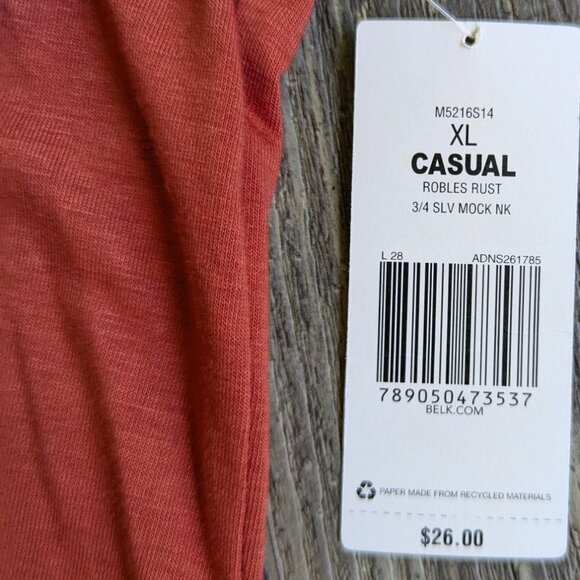 M5216S14
XL
CASUAL
ROBLES RUST
3/4 SLV MOCK NK
L 28 ADNS261785
789050473537
BELK.COM
PAPER MADE FROM RECYCLED MATERIALS
$26.00